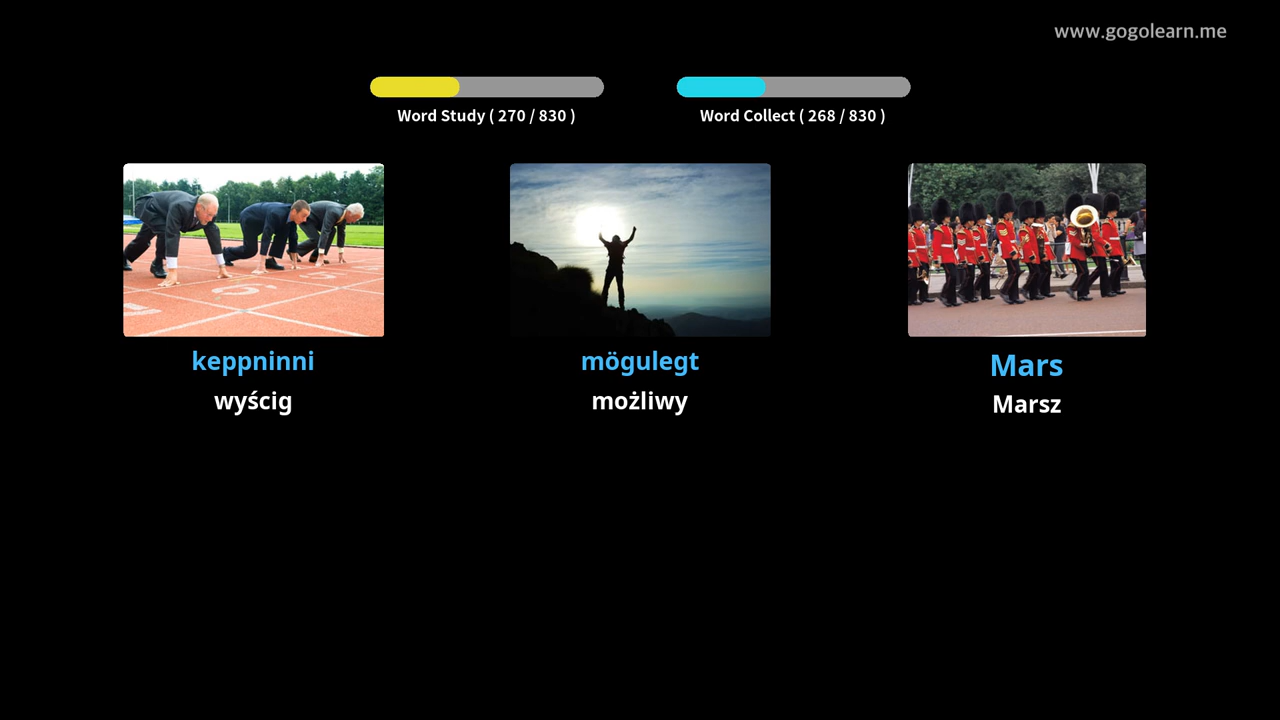 www.gogolearn.me
Word Study ( 270 / 830 )
Word Collect ( 268 / 830 )
keppninni
wyścig
mögulegt
możliwy
Mars
Marsz